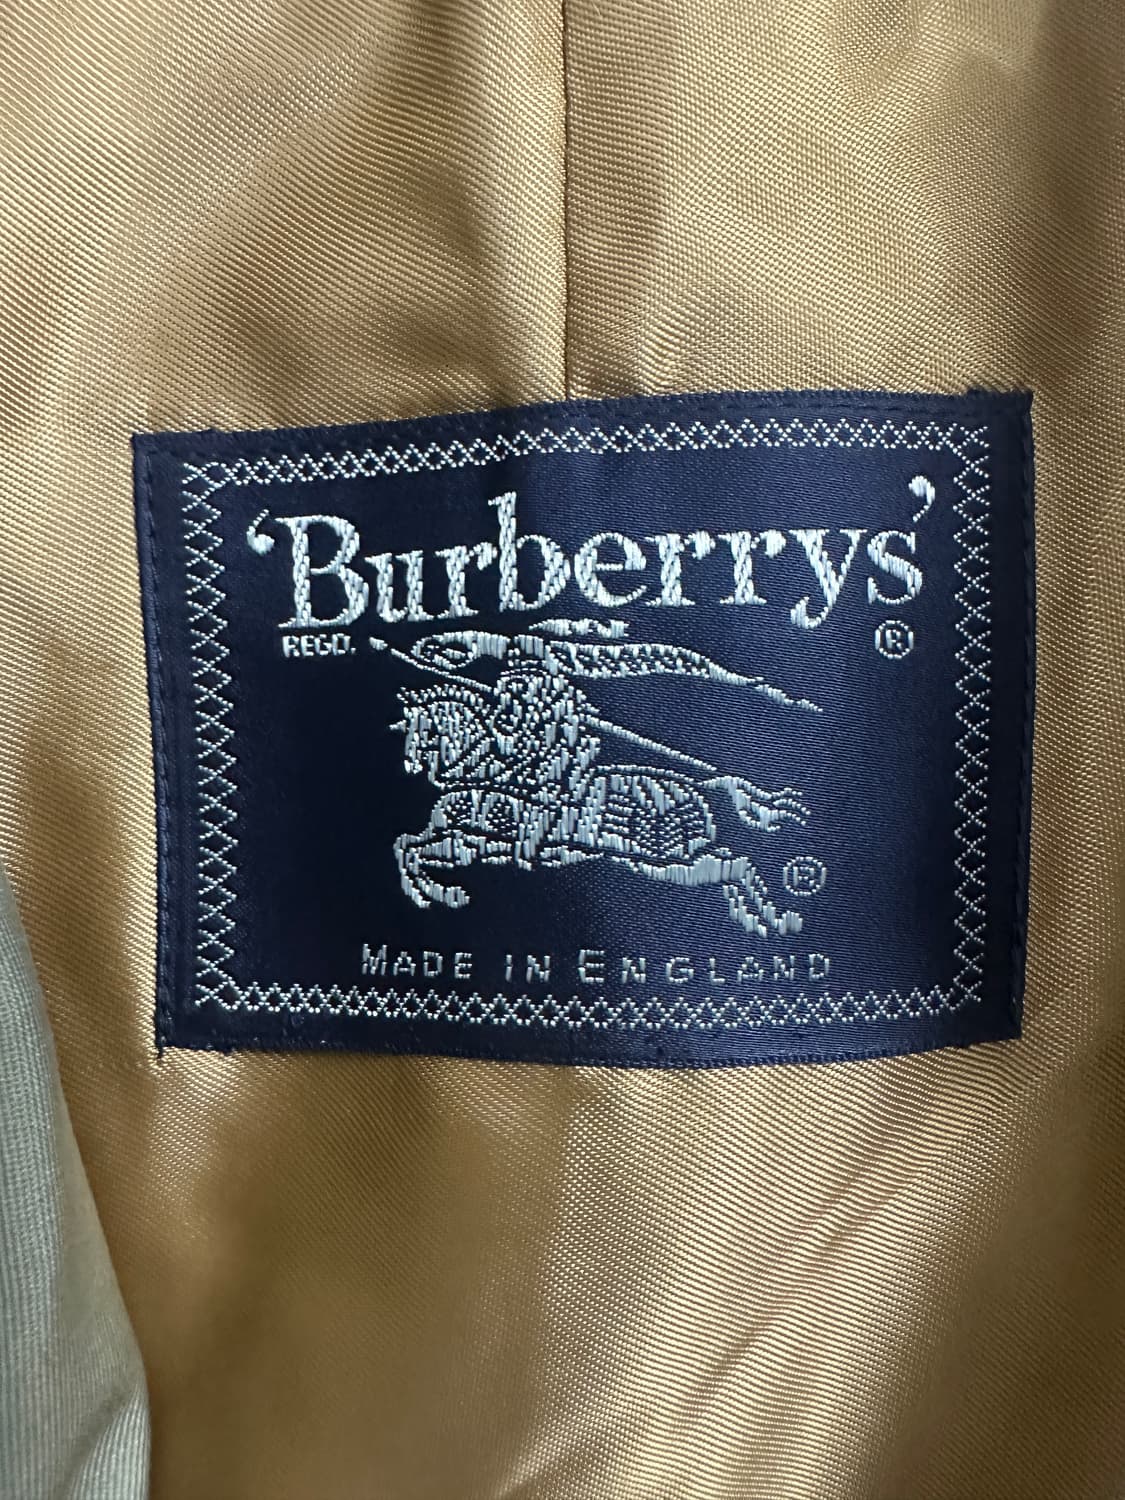 ‘Burberrys’
REGD. ®
®
MADE IN ENGLAND